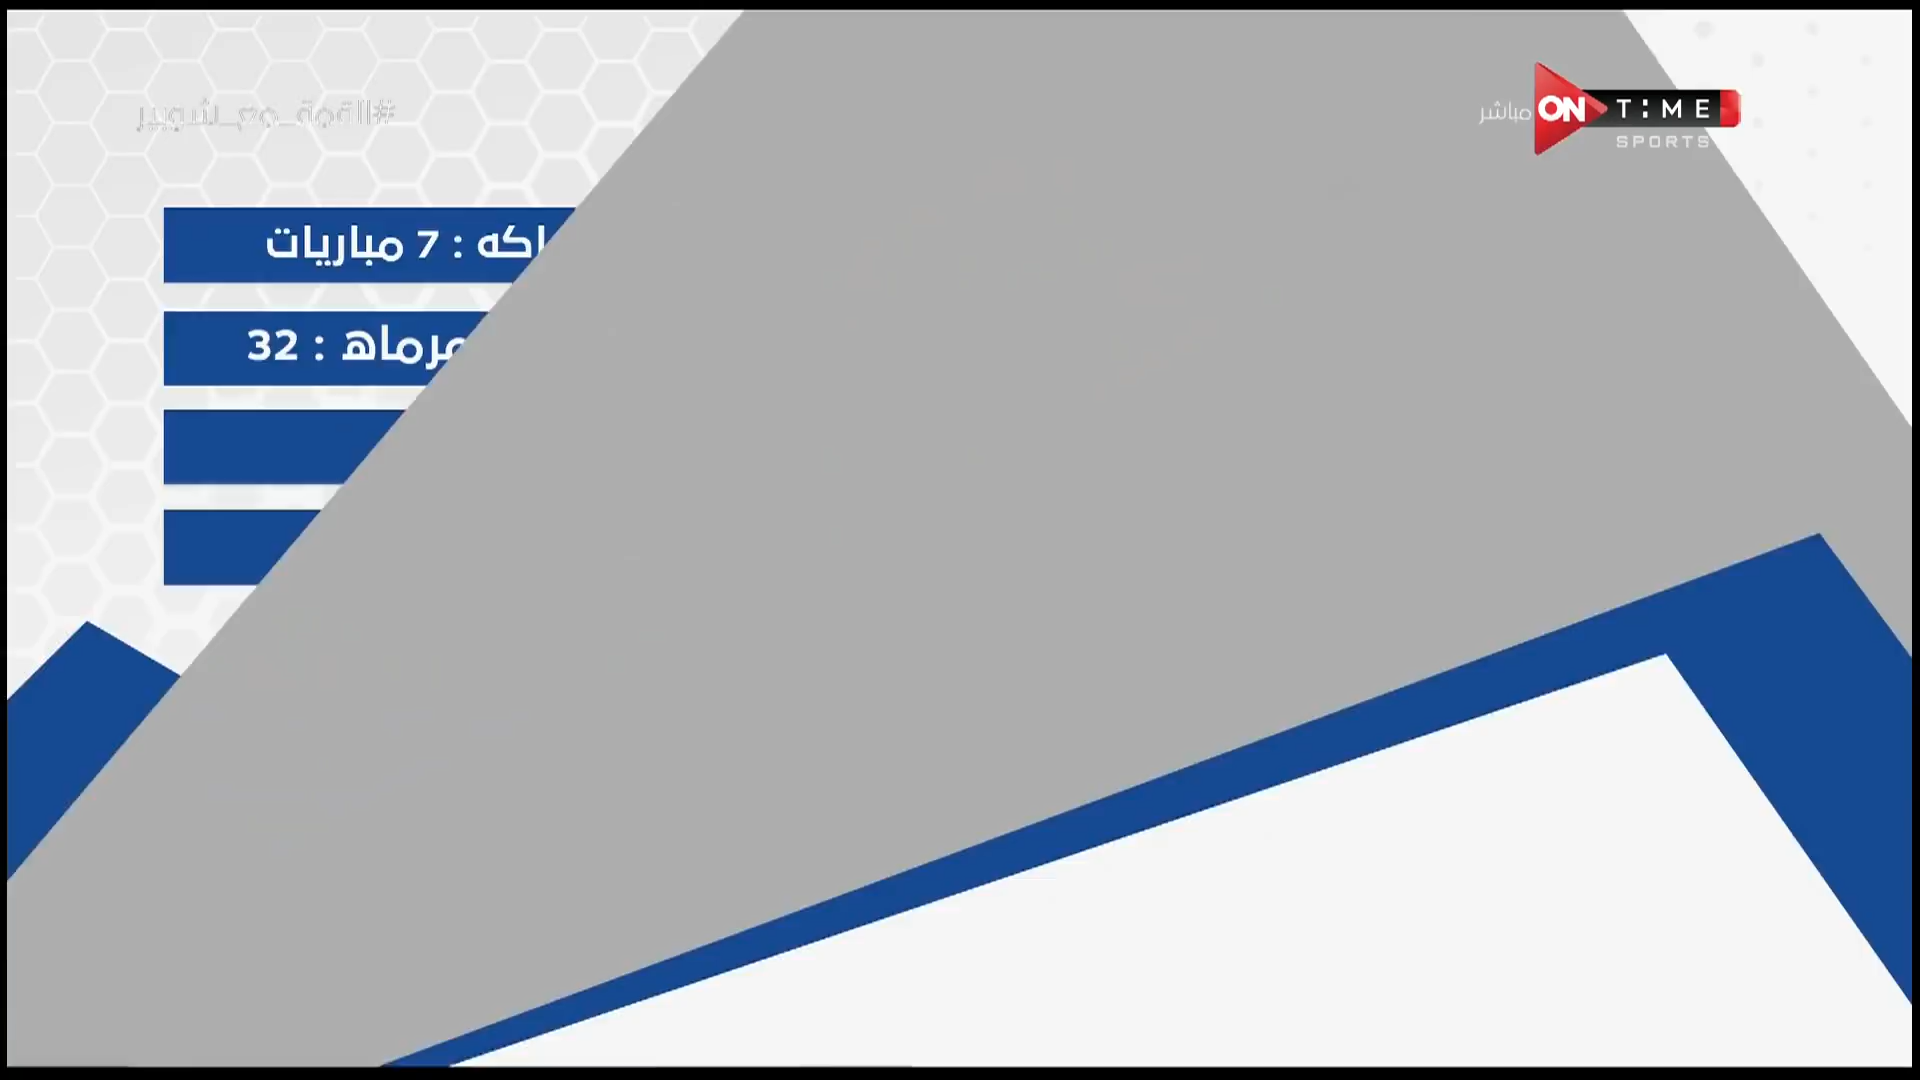 #القمة_مع_شوبير
مباشر ON TIME
SPORTS
اكه : 7 مباريات
مرماه : 32